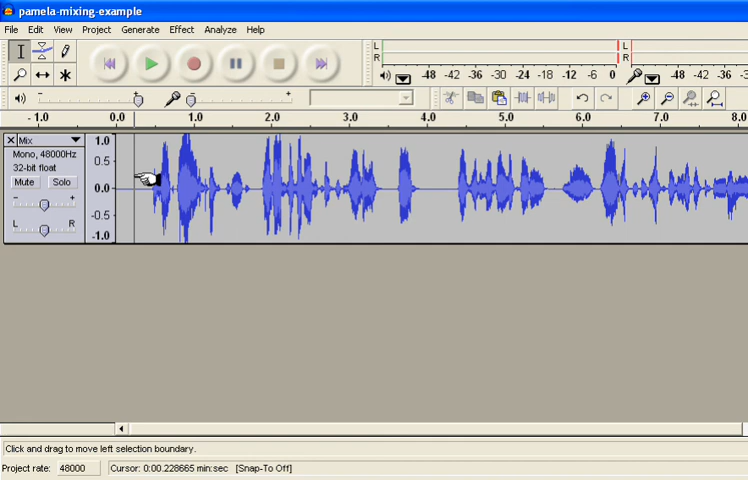 pamela-mixing-example
File Edit View Project Generate Effect Analyze Help
L
R
-48 -42 -36 -30 -24 -18 -12 -6 0
L
R
-48 -42 -36 -3
- +
- +
- 1.0 0.0 1.0 2.0 3.0 4.0 5.0 6.0 7.0 8.0
Mix
Mono, 48000Hz
32-bit float
Mute Solo
- +
L R
1.0
0.5
0.0
-0.5
-1.0
Click and drag to move left selection boundary.
Project rate: 48000 Cursor: 0:00.228665 min:sec [Snap-To Off]